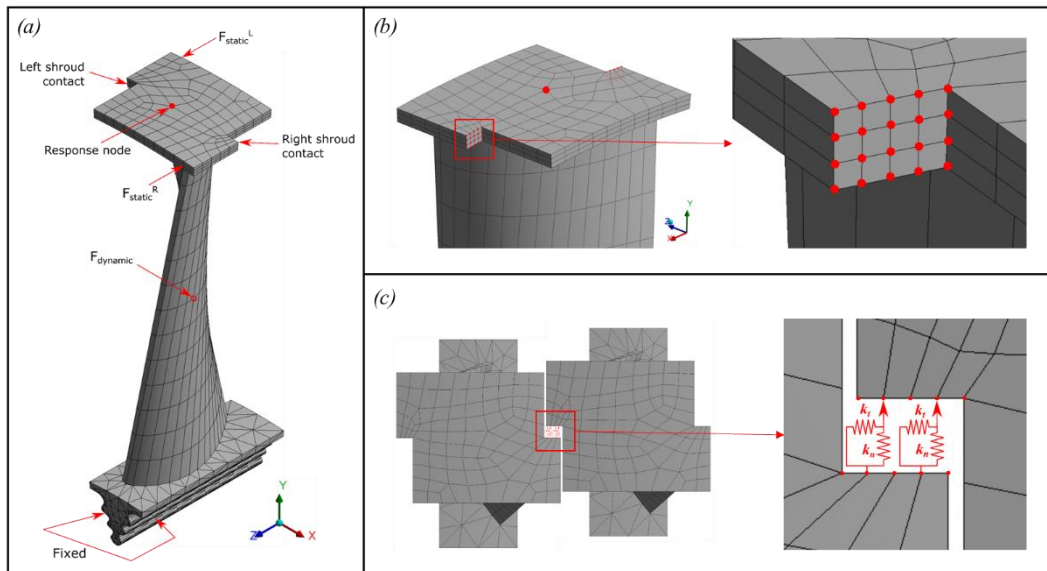 (a)
F_static^L
Left shroud
contact
Response node
Right shroud
contact
F_static^R
F_dynamic
Fixed
Y
Z
X
(b)
Y
Z
X
(c)
k_t
k_t
k_n
k_n